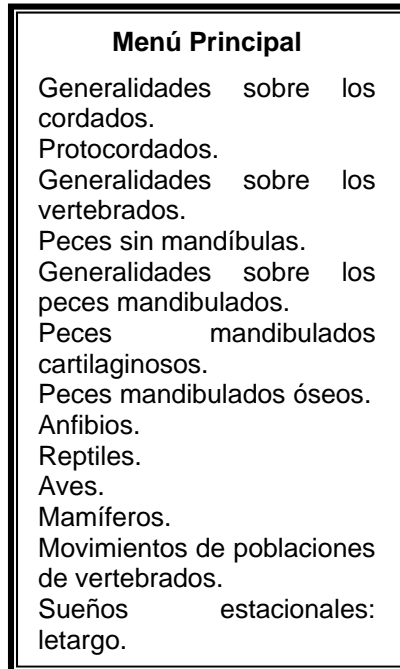 Menú Principal
Generalidades sobre los
cordados.
Protocordados.
Generalidades sobre los
vertebrados.
Peces sin mandíbulas.
Generalidades sobre los
peces mandibulados.
Peces mandibulados
cartilaginosos.
Peces mandibulados óseos.
Anfibios.
Reptiles.
Aves.
Mamíferos.
Movimientos de poblaciones
de vertebrados.
Sueños estacionales:
letargo.